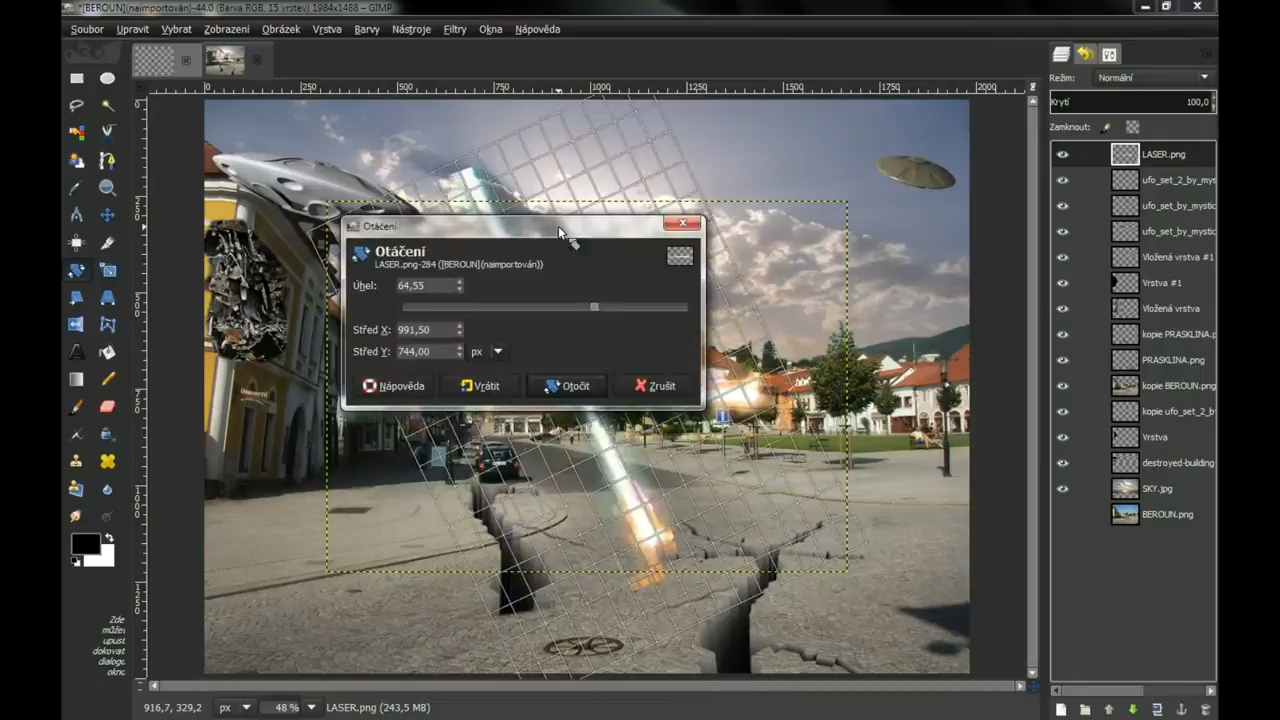 *[BEROUN](naimportován)-44.0 (Barva RGB, 15 vrstev) 1984x1488 – GIMP
Soubor Upravit Vybrat Zobrazení Obrázek Vrstva Barvy Nástroje Filtry Okna Nápověda
0 250 500 750 1000 1250 1500 1750 2000
Režim: Normální
Krytí 100,0
Zamknout:
LASER.png
ufo_set_2_by_mys
ufo_set_2_by_mys
ufo_set_2_by_mys
Vložená vrstva #1
Vrstva #1
Vložená vrstva
kopie PRASKLINA.p
PRASKLINA.png
kopie BEROUN.png
kopie ufo_set_2_b
Vrstva
destroyed-building
SKY.jpg
BEROUN.png
Otáčení
Otáčení
LASER.png-284 ([BEROUN](naimportován))
Úhel: 64,55
Střed X: 991,50
Střed Y: 744,00 px
Nápověda Vrátit Otočit Zrušit
Zde
můžet
upust
dokovat
dialogo
okno
916,7, 329,2 px 48 % LASER.png (243,5 MB)